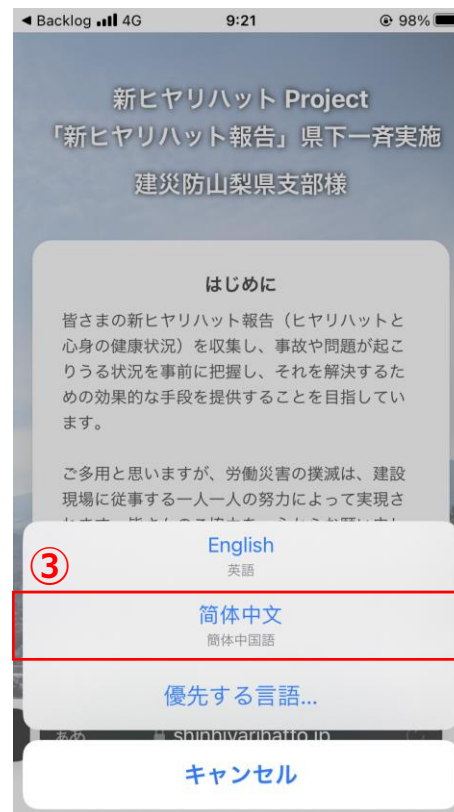 ◀ Backlog 4G 9:21 98%
新ヒヤリハット Project
「新ヒヤリハット報告」県下一斉実施
建災防山梨県支部様
はじめに
皆さまの新ヒヤリハット報告（ヒヤリハットと
心身の健康状況）を収集し、事故や問題が起こ
りうる状況を事前に把握し、それを解決するた
めの効果的な手段を提供することを目指してい
ます。
ご多用と思いますが、労働災害の撲滅は、建設
現場に従事する一人一人の努力によって実現さ
English
③
英語
简体中文
簡体中国語
優先する言語...
ああ shinhiyarihatto.jp
キャンセル